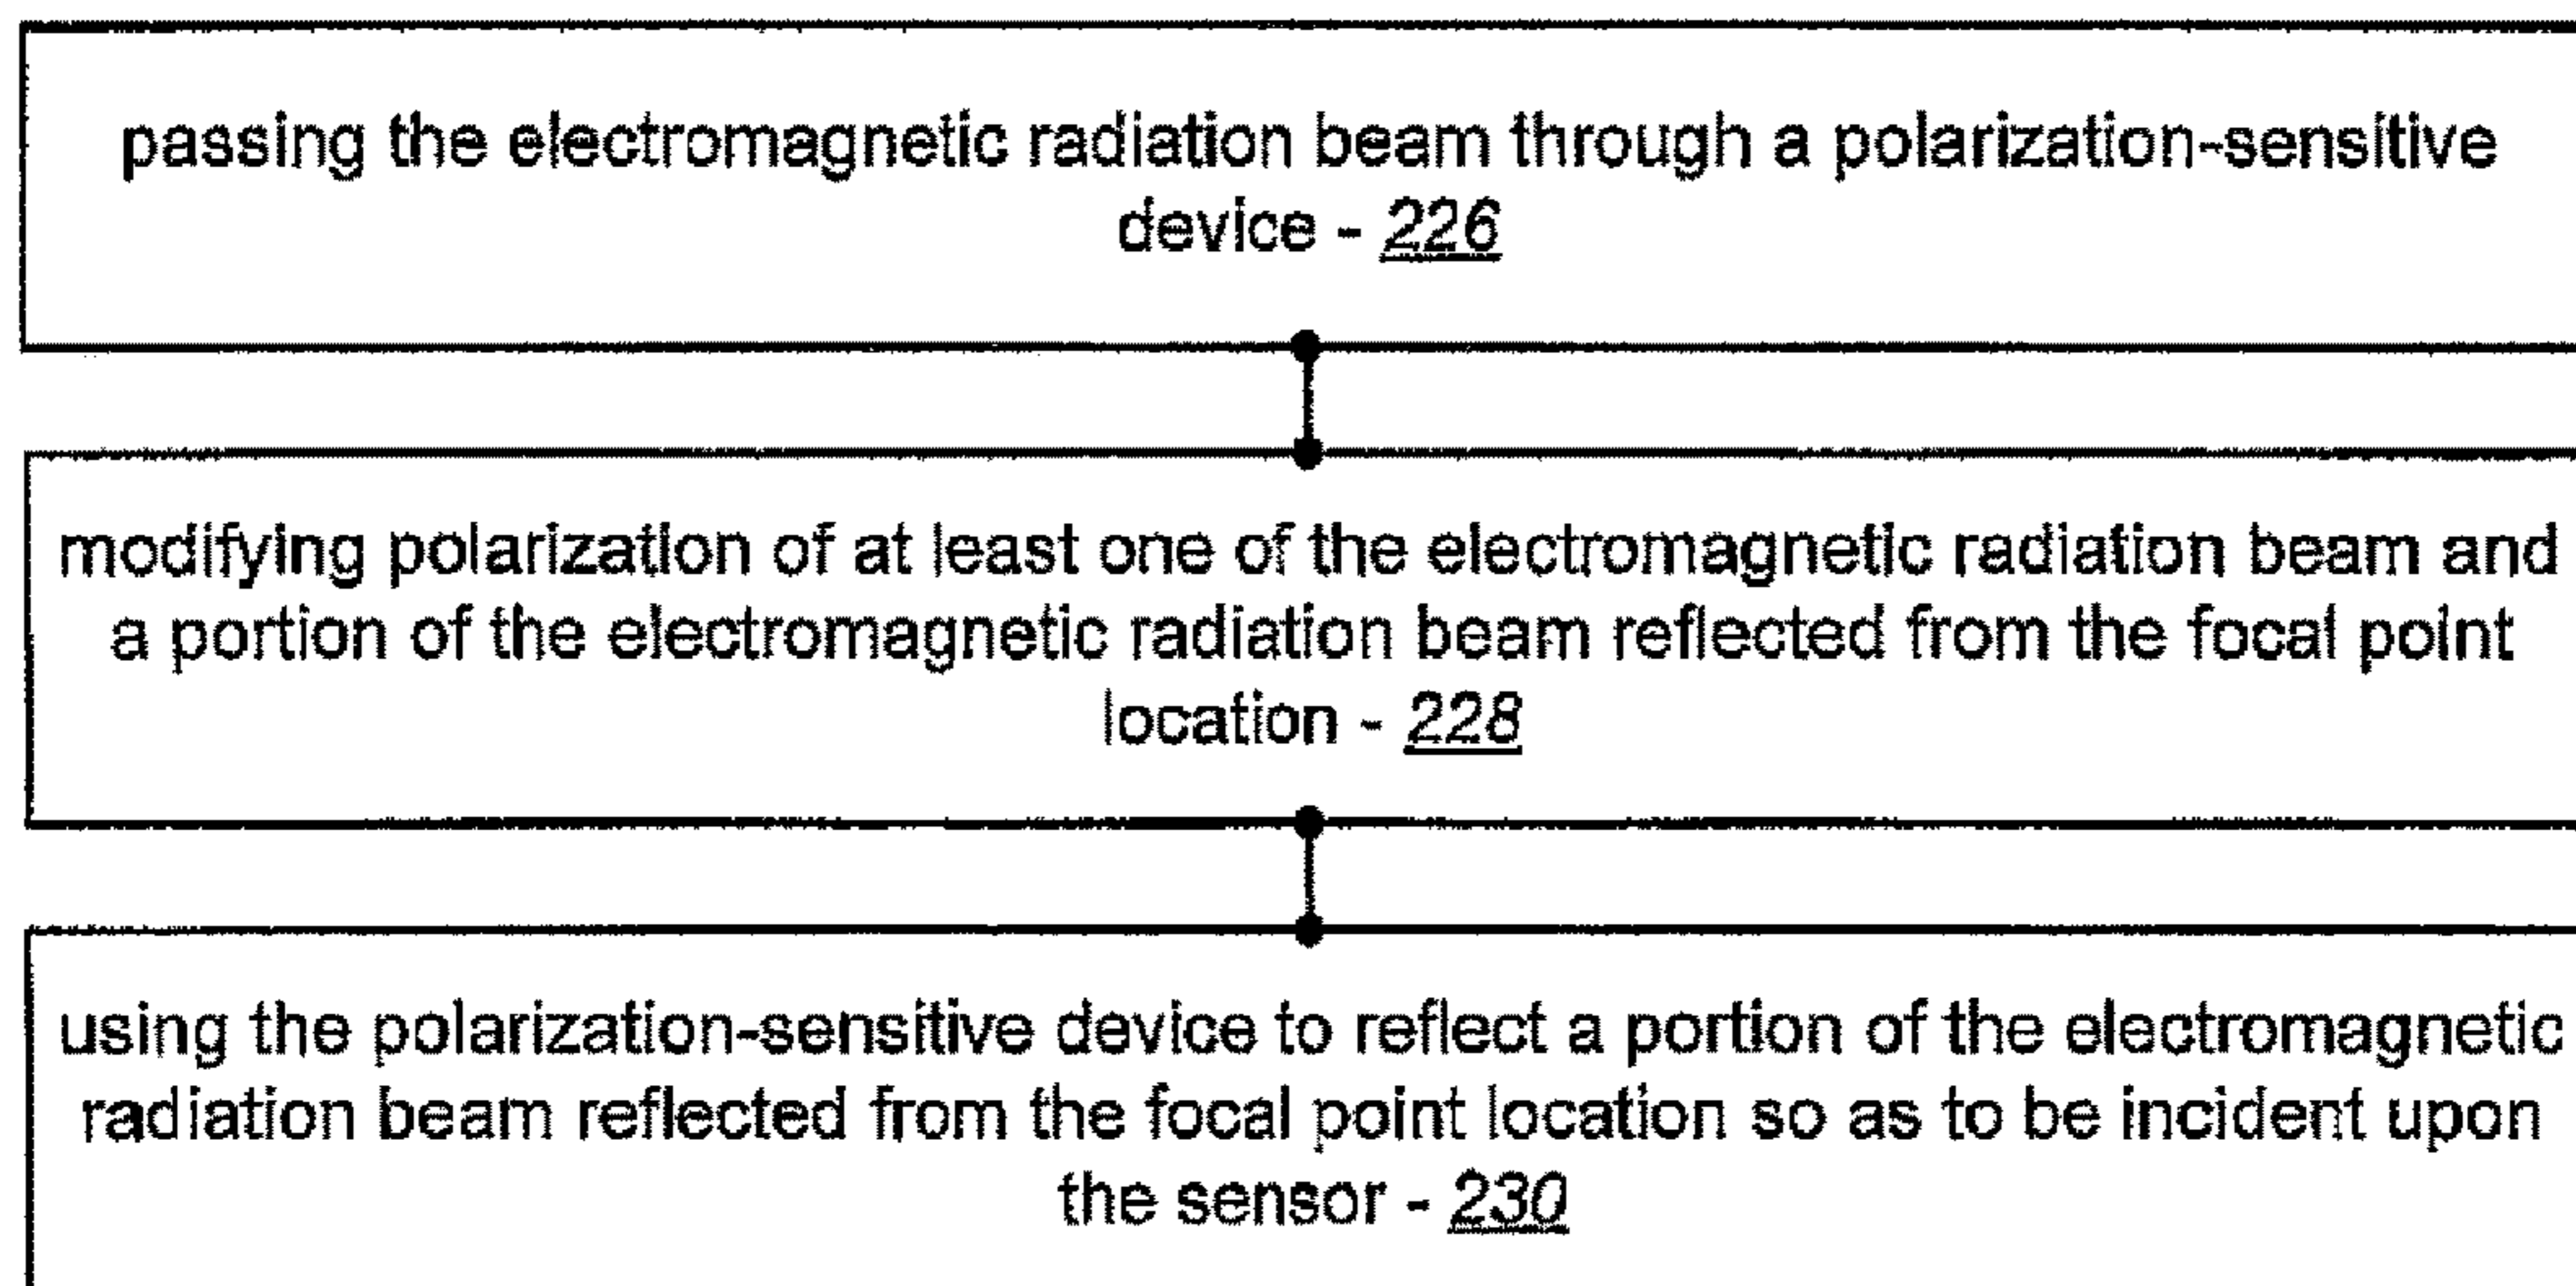 passing the electromagnetic radiation beam through a polarization-sensitive
device - 226
modifying polarization of at least one of the electromagnetic radiation beam and
a portion of the electromagnetic radiation beam reflected from the focal point
location - 228
using the polarization-sensitive device to reflect a portion of the electromagnetic
radiation beam reflected from the focal point location so as to be incident upon
the sensor - 230